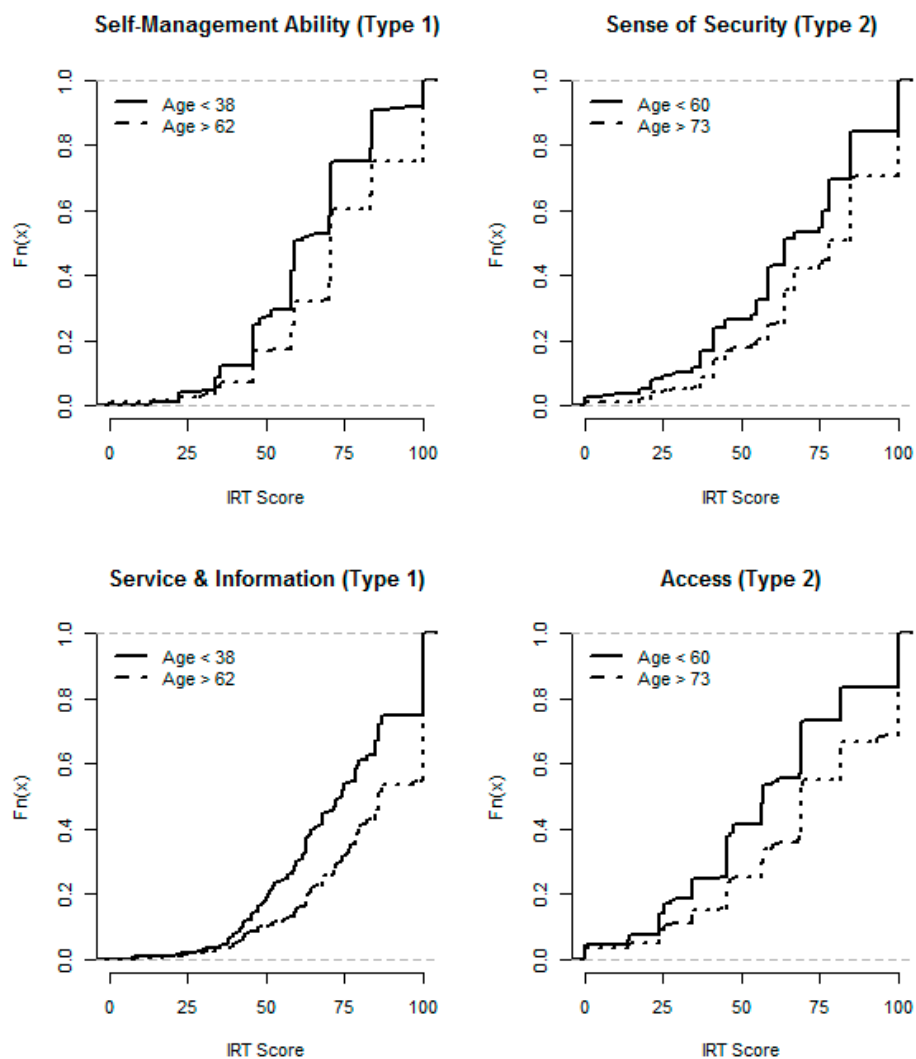 Self-Management Ability (Type 1)
Fn(x)
1.0
0.8
0.6
0.4
0.2
0.0
Age < 38
Age > 62
0 25 50 75 100
IRT Score
Sense of Security (Type 2)
Fn(x)
1.0
0.8
0.6
0.4
0.2
0.0
Age < 60
Age > 73
0 25 50 75 100
IRT Score
Service & Information (Type 1)
Fn(x)
1.0
0.8
0.6
0.4
0.2
0.0
Age < 38
Age > 62
0 25 50 75 100
IRT Score
Access (Type 2)
Fn(x)
1.0
0.8
0.6
0.4
0.2
0.0
Age < 60
Age > 73
0 25 50 75 100
IRT Score